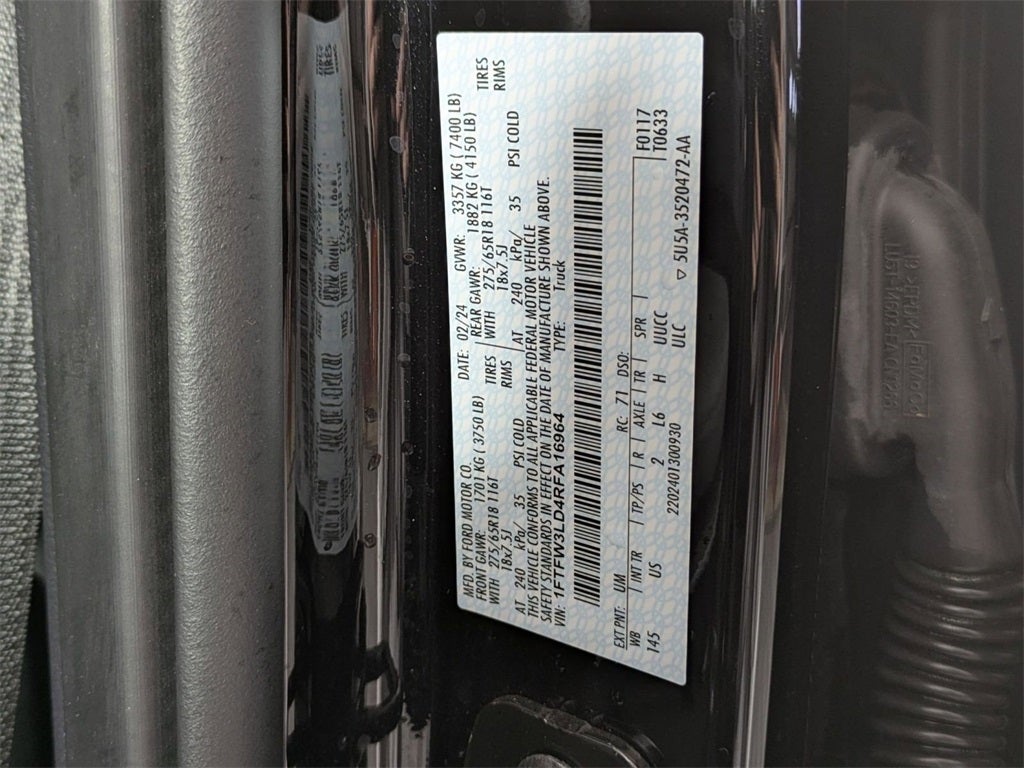 MFD. BY FORD MOTOR CO.
DATE: 02/24 GVWR: 3357 KG ( 7400 LB)
FRONT GAWR: 1701 KG ( 3750 LB) REAR GAWR: 1882 KG ( 4150 LB)
WITH 275/65R18 116T TIRES WITH 275/65R18 116T TIRES
18x7.5J RIMS 18x7.5J RIMS
AT 240 kPa/ 35 PSI COLD AT 240 kPa/ 35 PSI COLD
THIS VEHICLE CONFORMS TO ALL APPLICABLE FEDERAL MOTOR VEHICLE
SAFETY STANDARDS IN EFFECT ON THE DATE OF MANUFACTURE SHOWN ABOVE.
VIN: 1FTFW3LD4RFA16964 TYPE: Truck
EXT PNT: UM RC: 71 DSO: F0117
WB INT TR TP/PS R AXLE TR SPR T0633
145 US 2 L6 H UUCC
ULC
2202401300930 5U5A-3520472-AA